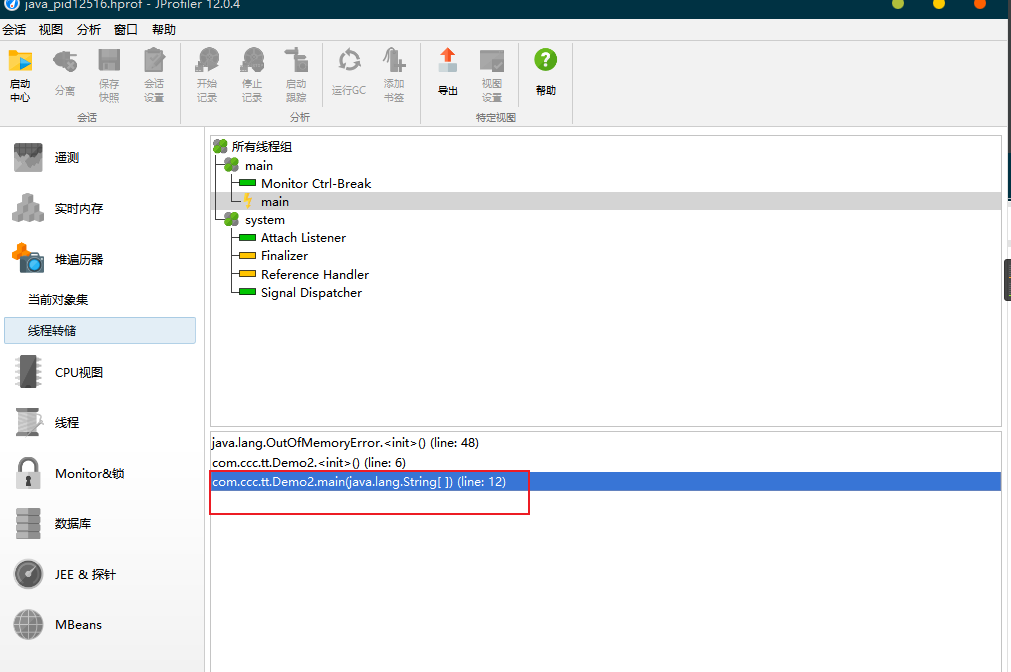 java_pid12516.hprof - JProfiler 12.0.4
会话 视图 分析 窗口 帮助
启动中心 分离 保存快照 会话设置 开始记录 停止记录 启动跟踪 运行GC 添加书签 导出 视图设置 帮助
会话 分析 特定视图
遥测
实时内存
堆遍历器
当前对象集
线程转储
CPU视图
线程
Monitor&锁
数据库
JEE & 探针
MBeans
所有线程组
main
Monitor Ctrl-Break
main
system
Attach Listener
Finalizer
Reference Handler
Signal Dispatcher
java.lang.OutOfMemoryError.<init>() (line: 48)
com.ccc.tt.Demo2.<init>() (line: 6)
com.ccc.tt.Demo2.main(java.lang.String[ ]) (line: 12)